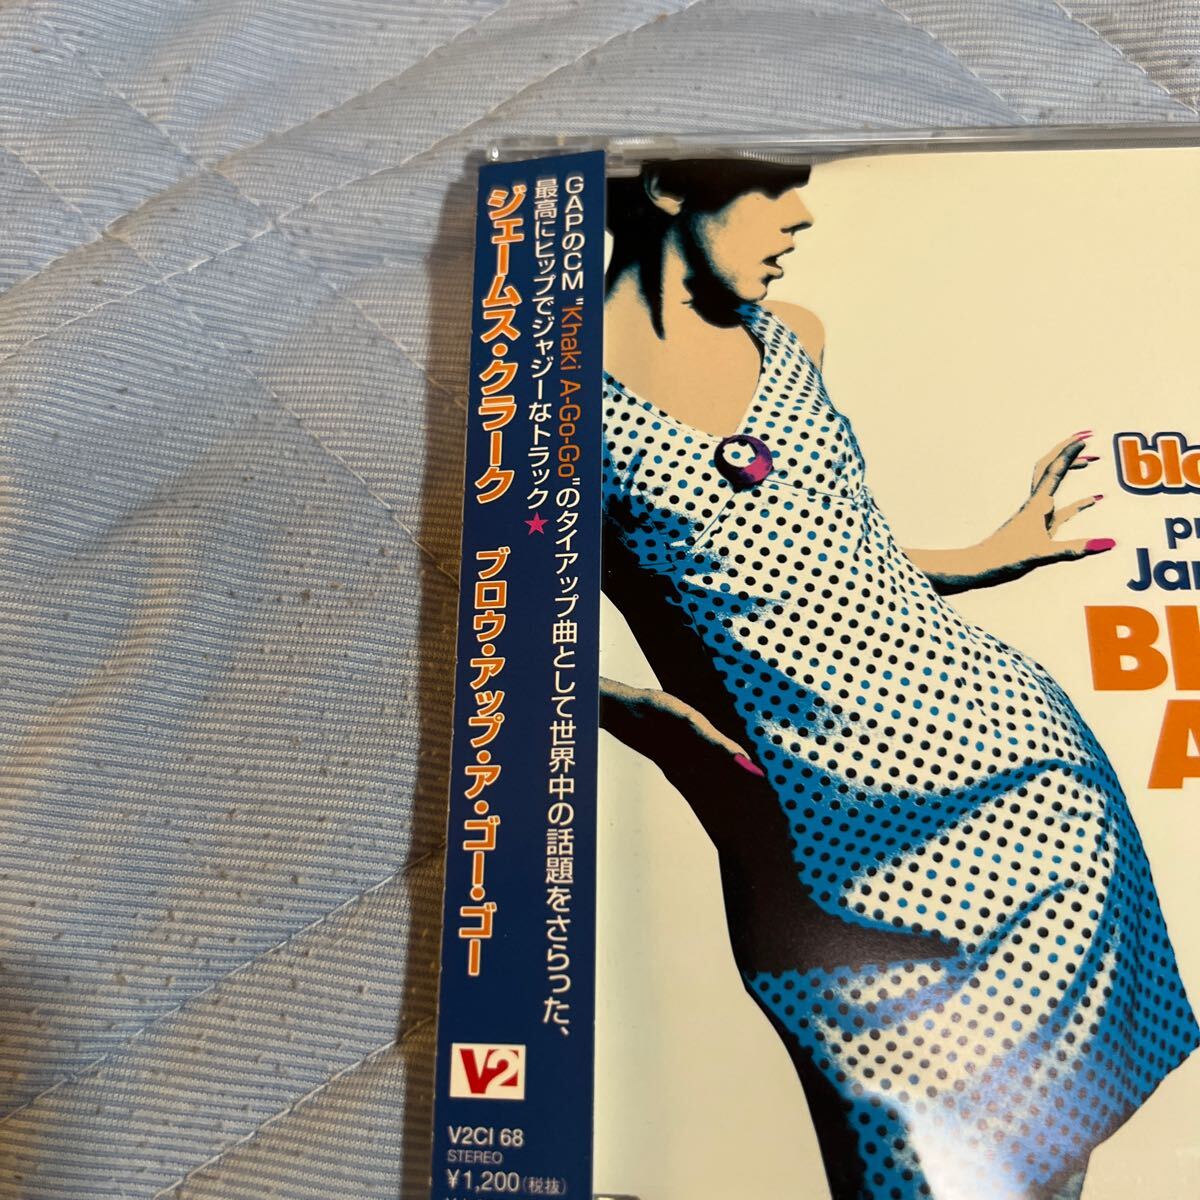 GAPのCM "Khaki A-Go-Go"のタイアップ曲として世界中の話題をさらった、
最高にヒップでジャジーなトラック★
ジェームス・クラーク ブロウ・アップ・ア・ゴー・ゴー
V2
V2CI 68
STEREO
¥1,200(税抜)